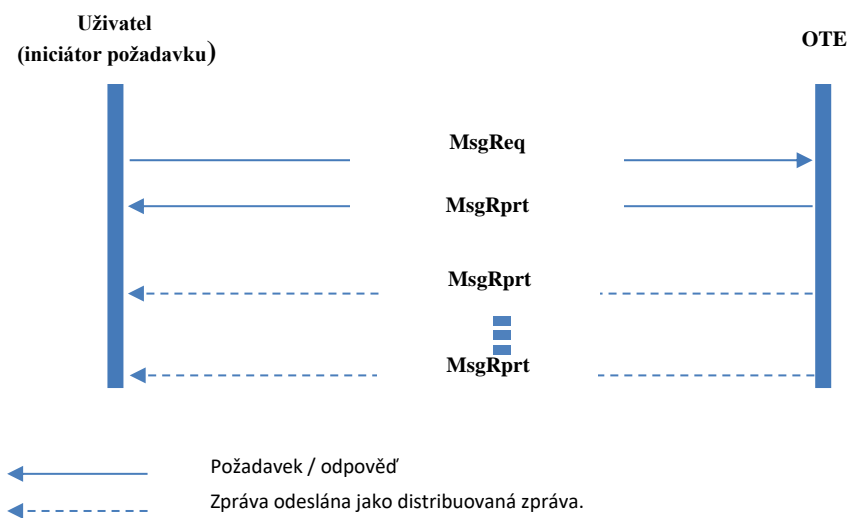 Uživatel
(iniciátor požadavku)
OTE
MsgReq
MsgRprt
MsgRprt
MsgRprt
Požadavek / odpověď
Zpráva odeslána jako distribuovaná zpráva.